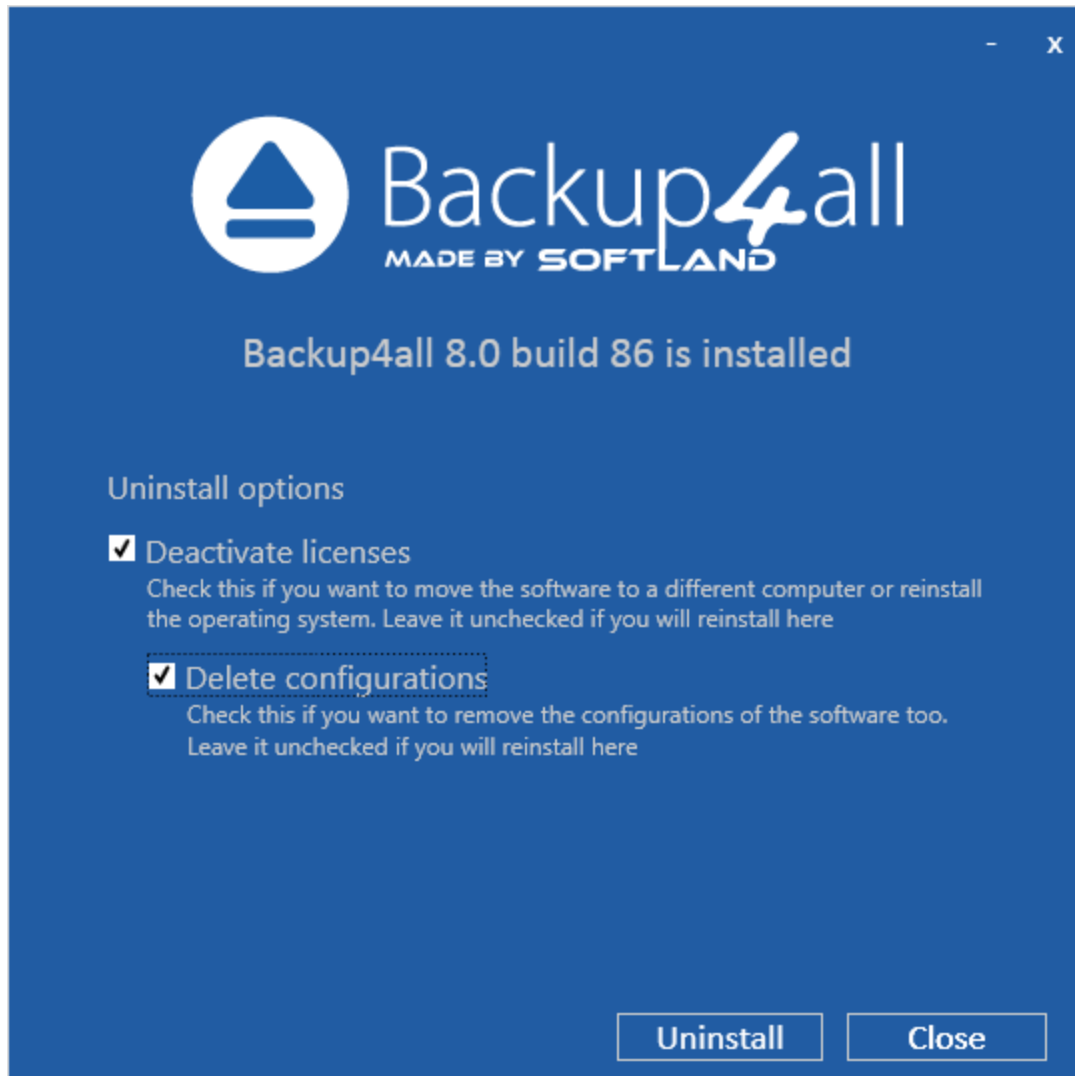 - x
Backup4all
MADE BY SOFTLAND
Backup4all 8.0 build 86 is installed
Uninstall options
Deactivate licenses
Check this if you want to move the software to a different computer or reinstall
the operating system. Leave it unchecked if you will reinstall here
Delete configurations
Check this if you want to remove the configurations of the software too.
Leave it unchecked if you will reinstall here
Uninstall Close